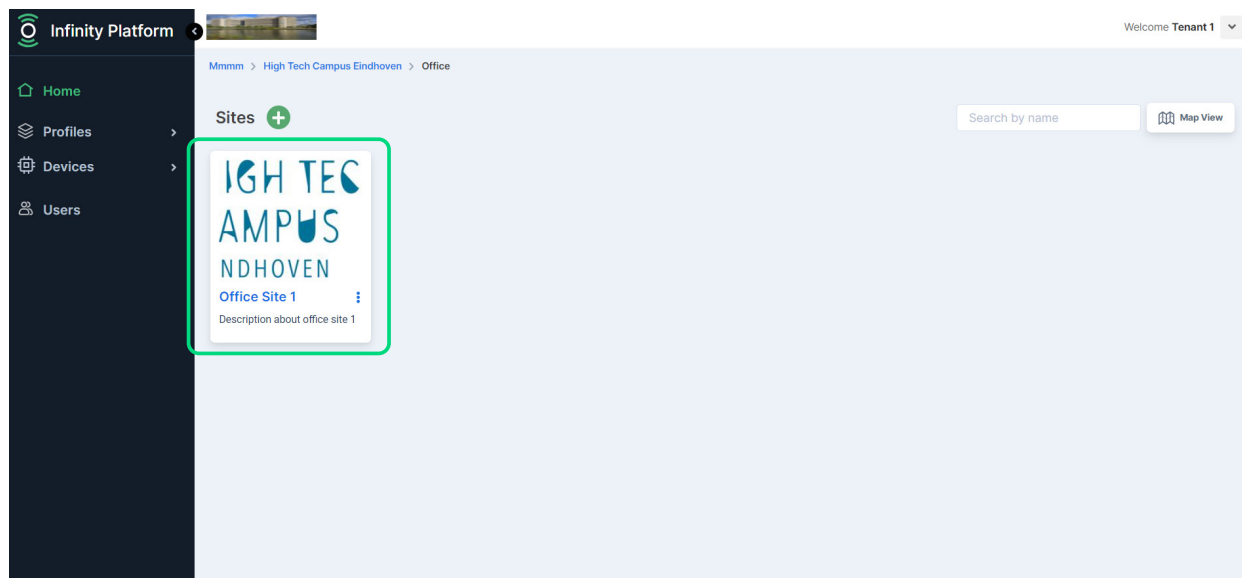 Infinity Platform
Welcome Tenant 1
Mmmm > High Tech Campus Eindhoven > Office
Home
Profiles
Devices
Users
Sites
Search by name
Map View
IGH TEC
AMPUS
NDHOVEN
Office Site 1
Description about office site 1